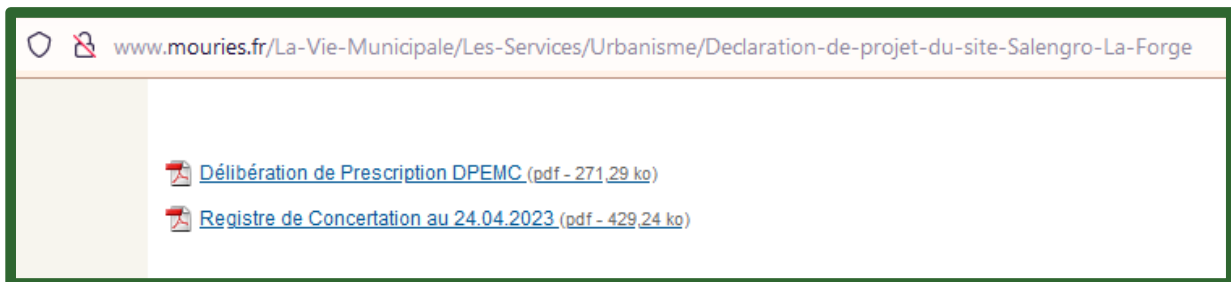 www.mouries.fr/La-Vie-Municipale/Les-Services/Urbanisme/Declaration-de-projet-du-site-Salengro-La-Forge
Délibération de Prescription DPEMC (pdf - 271,29 ko)
Registre de Concertation au 24.04.2023 (pdf - 429,24 ko)